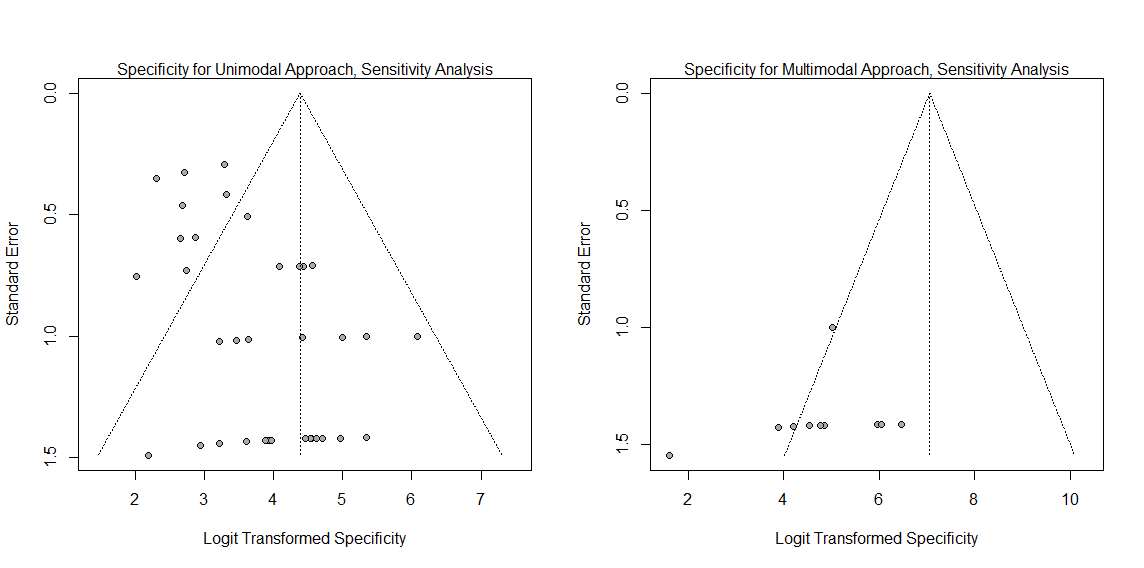 Specificity for Unimodal Approach, Sensitivity Analysis
0.0
0.5
1.0
1.5
Standard Error
2 3 4 5 6 7
Logit Transformed Specificity
Specificity for Multimodal Approach, Sensitivity Analysis
0.0
0.5
1.0
1.5
Standard Error
2 4 6 8 10
Logit Transformed Specificity